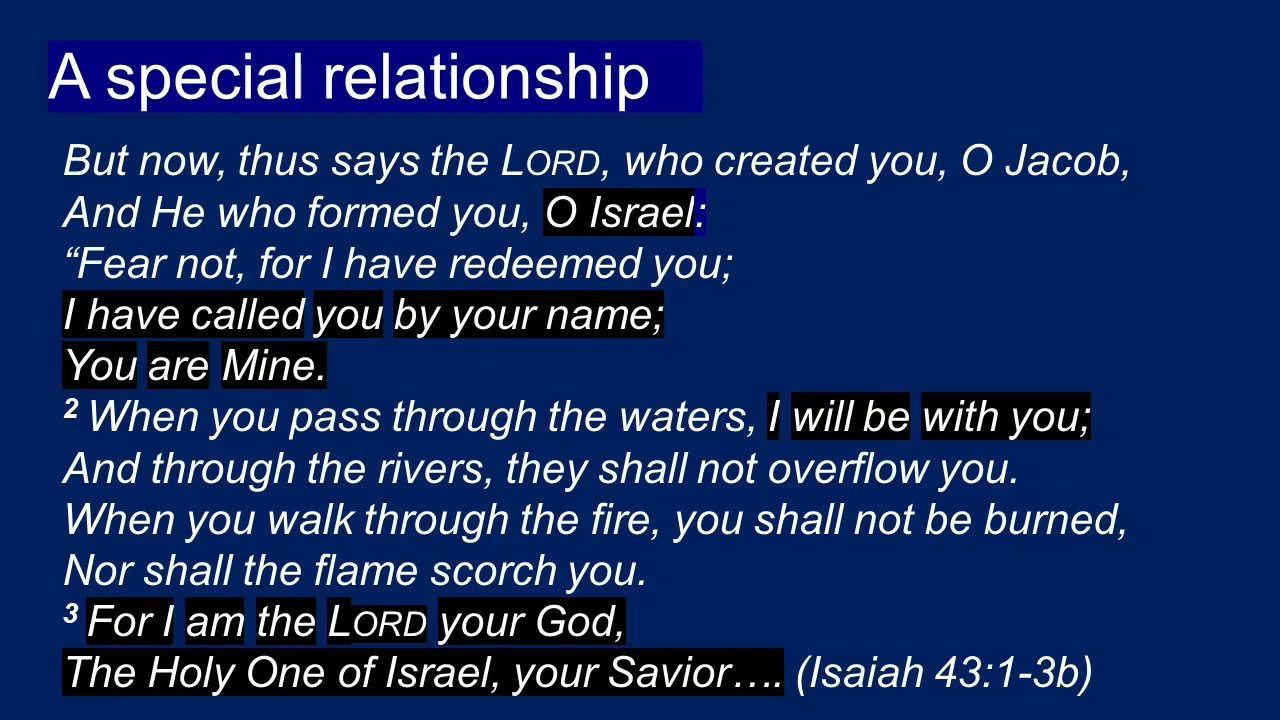 A special relationship
But now, thus says the LORD, who created you, O Jacob,
And He who formed you, O Israel:
“Fear not, for I have redeemed you;
I have called you by your name;
You are Mine.
2 When you pass through the waters, I will be with you;
And through the rivers, they shall not overflow you.
When you walk through the fire, you shall not be burned,
Nor shall the flame scorch you.
3 For I am the LORD your God,
The Holy One of Israel, your Savior…. (Isaiah 43:1-3b)